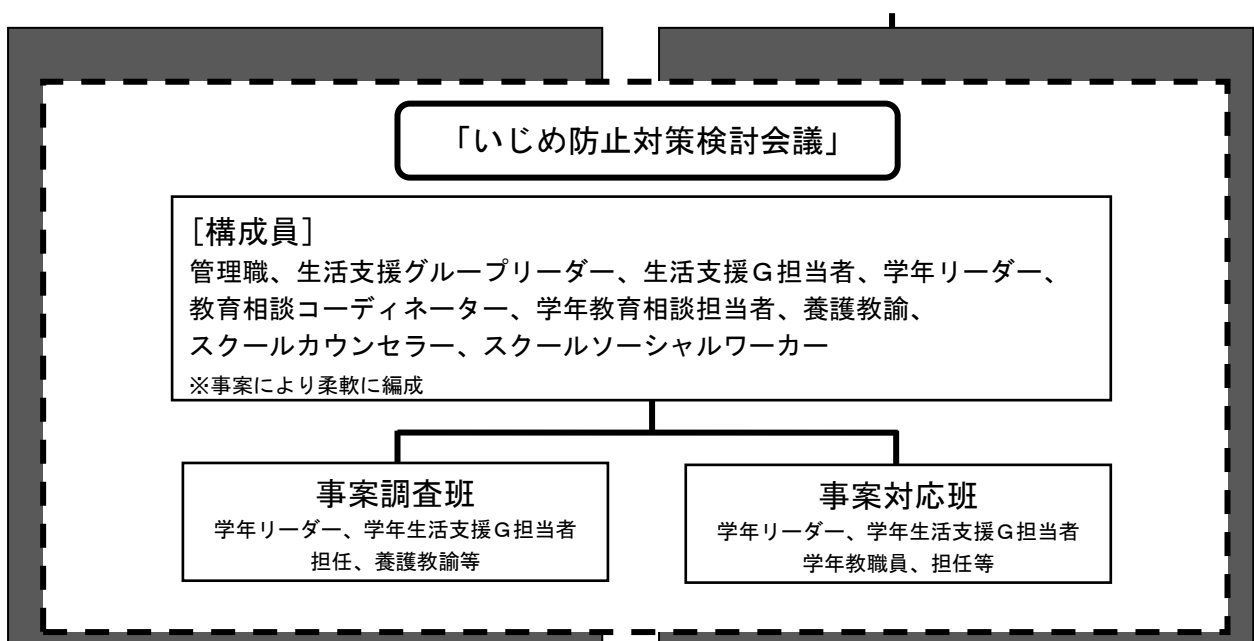 「いじめ防止対策検討会議」
［構成員］
管理職、生活支援グループリーダー、生活支援Ｇ担当者、学年リーダー、
教育相談コーディネーター、学年教育相談担当者、養護教諭、
スクールカウンセラー、スクールソーシャルワーカー
※事案により柔軟に編成
事案調査班
学年リーダー、学年生活支援Ｇ担当者
担任、養護教諭等
事案対応班
学年リーダー、学年生活支援Ｇ担当者
学年教職員、担任等